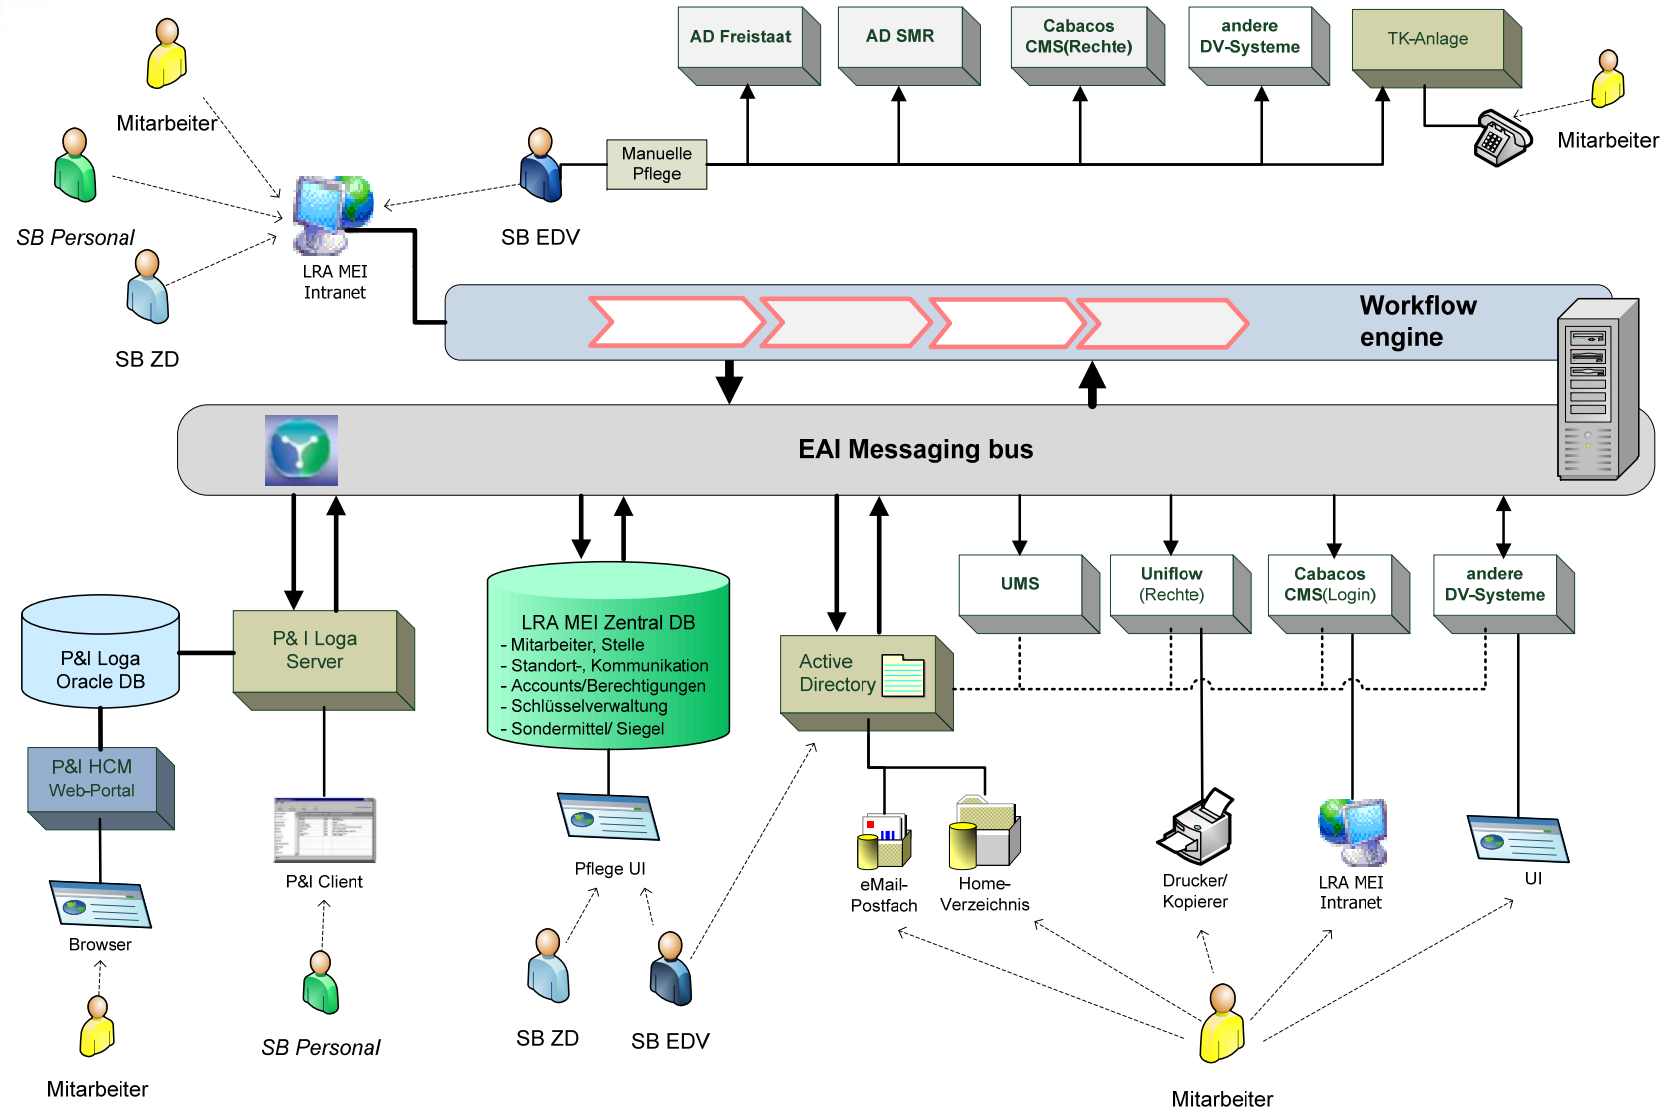 AD Freistaat
AD SMR
Cabacos
CMS(Rechte)
andere
DV-Systeme
TK-Anlage
Mitarbeiter
Mitarbeiter
Manuelle
Pflege
SB Personal
SB EDV
LRA MEI
Intranet
SB ZD
Workflow
engine
EAI Messaging bus
P& I Loga
Server
P&I Loga
Oracle DB
P&I HCM
Web-Portal
Browser
Mitarbeiter
P&I Client
SB Personal
LRA MEI Zentral DB
- Mitarbeiter, Stelle
- Standort-, Kommunikation
- Accounts/Berechtigungen
- Schlüsselverwaltung
- Sondermittel/ Siegel
Pflege UI
SB ZD
SB EDV
Active
Directory
eMail-
Postfach
Home-
Verzeichnis
UMS
Uniflow
(Rechte)
Cabacos
CMS(Login)
andere
DV-Systeme
Drucker/
Kopierer
LRA MEI
Intranet
UI
Mitarbeiter